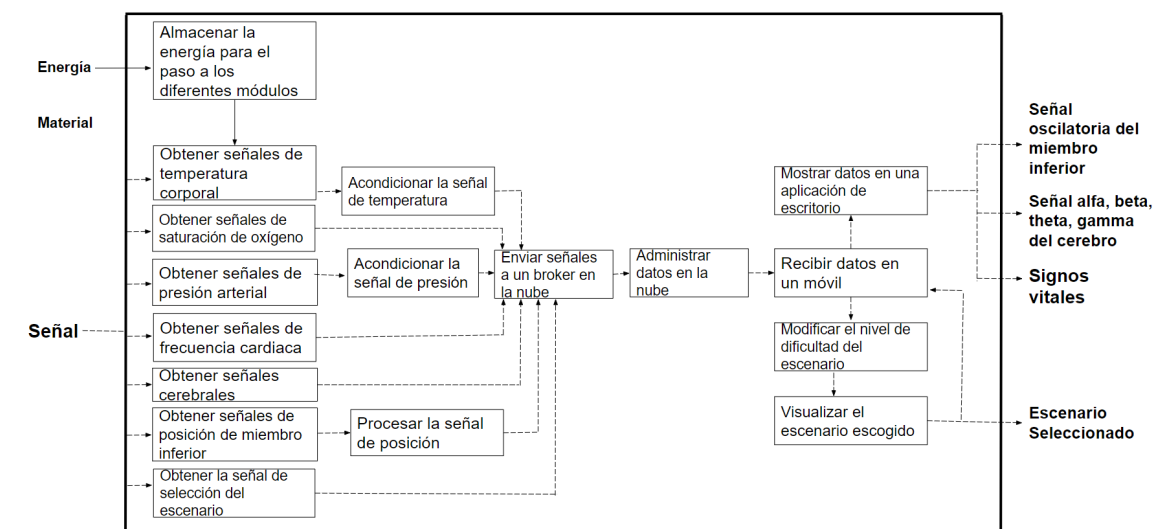 Energía
Material
Señal
Almacenar la
energía para el
paso a los
diferentes módulos
Obtener señales de
temperatura
corporal
Obtener señales de
saturación de oxígeno
Obtener señales de
presión arterial
Obtener señales de
frecuencia cardiaca
Obtener señales
cerebrales
Obtener señales de
posición de miembro
inferior
Obtener la señal de
selección del
escenario
Acondicionar la señal
de temperatura
Acondicionar la
señal de presión
Procesar la señal
de posición
Enviar señales
a un broker en
la nube
Administrar
datos en la
nube
Mostrar datos en una
aplicación de
escritorio
Recibir datos en
un móvil
Modificar el nivel de
dificultad del
escenario
Visualizar el
escenario escogido
Señal
oscilatoria del
miembro
inferior
Señal alfa, beta,
theta, gamma
del cerebro
Signos
vitales
Escenario
Seleccionado